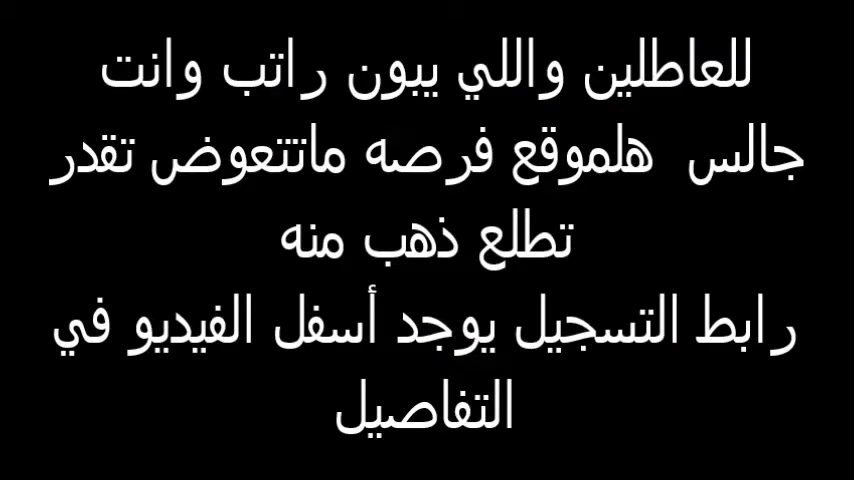 للعاطلين واللي يبون راتب وانت
جالس هلموقع فرصه ماتتعوض تقدر
تطلع ذهب منه
رابط التسجيل يوجد أسفل الفيديو في
التفاصيل